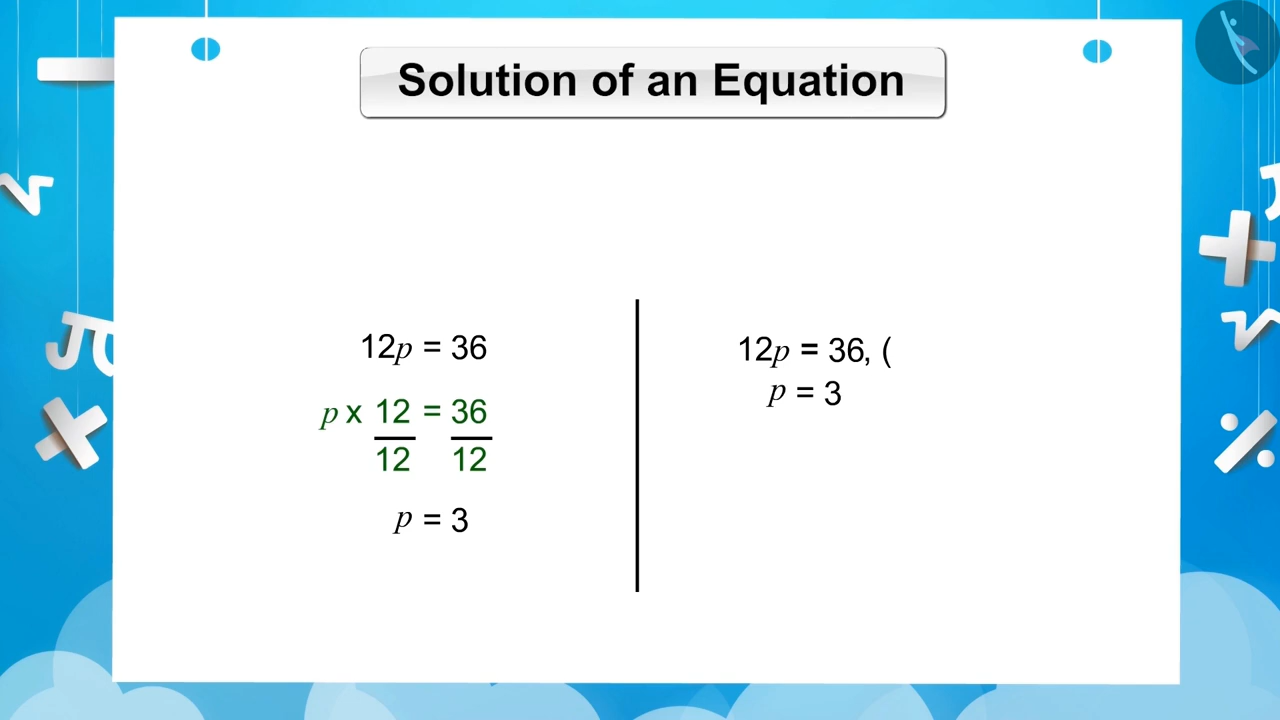 Solution of an Equation
12p = 36
p x 12 = 36
12 12
p = 3
12p = 36, (
p = 3